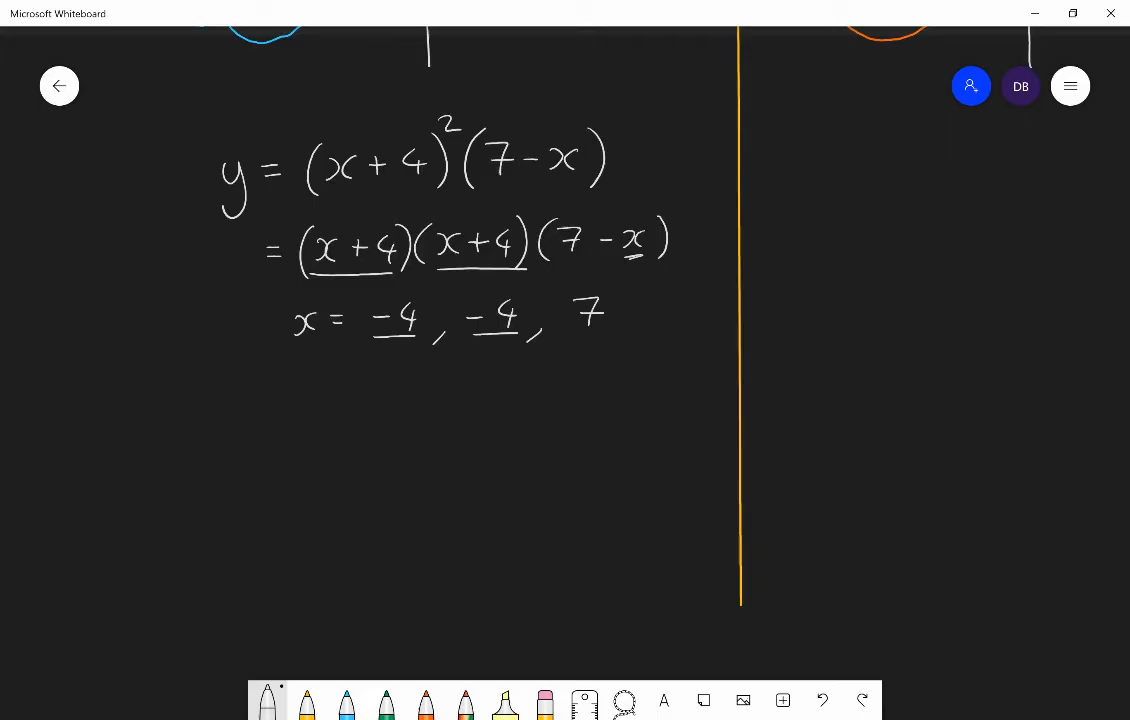 Microsoft Whiteboard
DB
y = (x + 4)²(7 - x)
= (x + 4)(x + 4)(7 - x)
x = -4, -4, 7
A